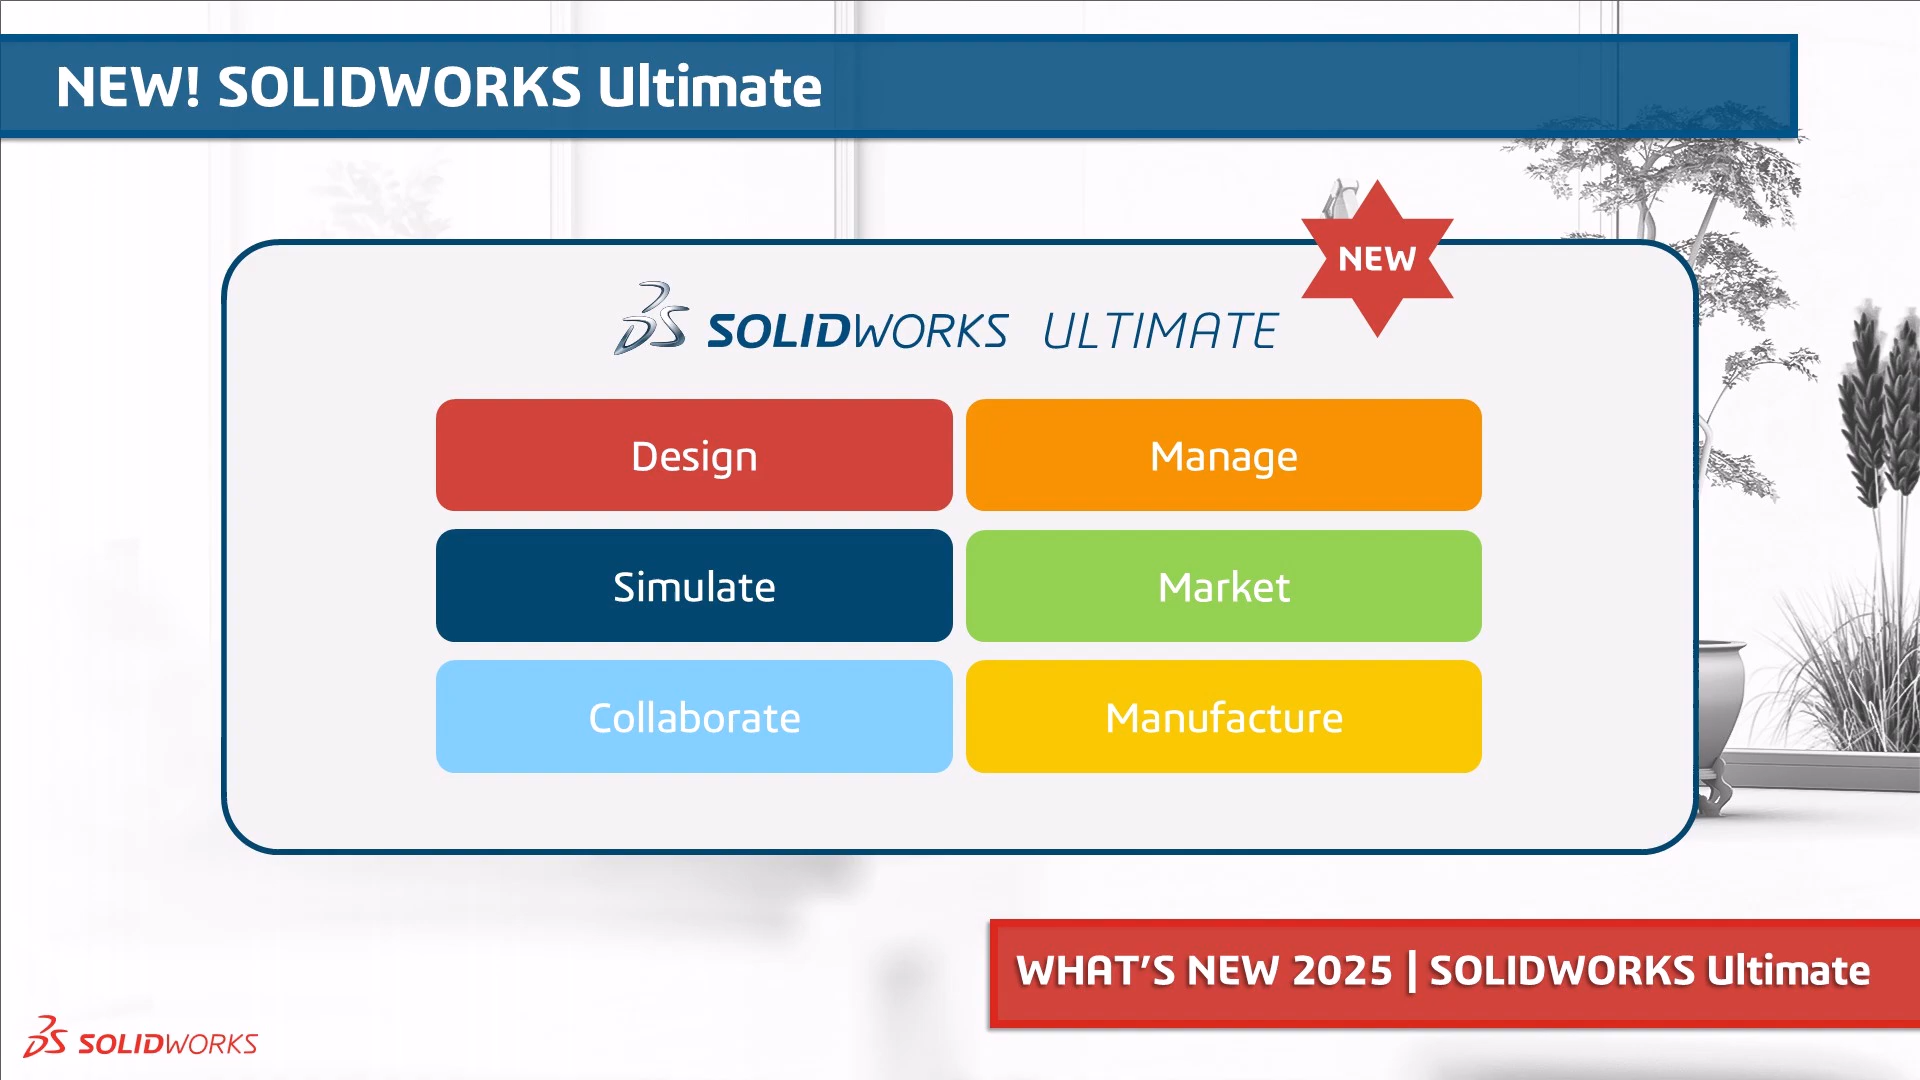 NEW! SOLIDWORKS Ultimate
NEW
SOLIDWORKS ULTIMATE
Design
Manage
Simulate
Market
Collaborate
Manufacture
WHAT'S NEW 2025 | SOLIDWORKS Ultimate
SOLIDWORKS